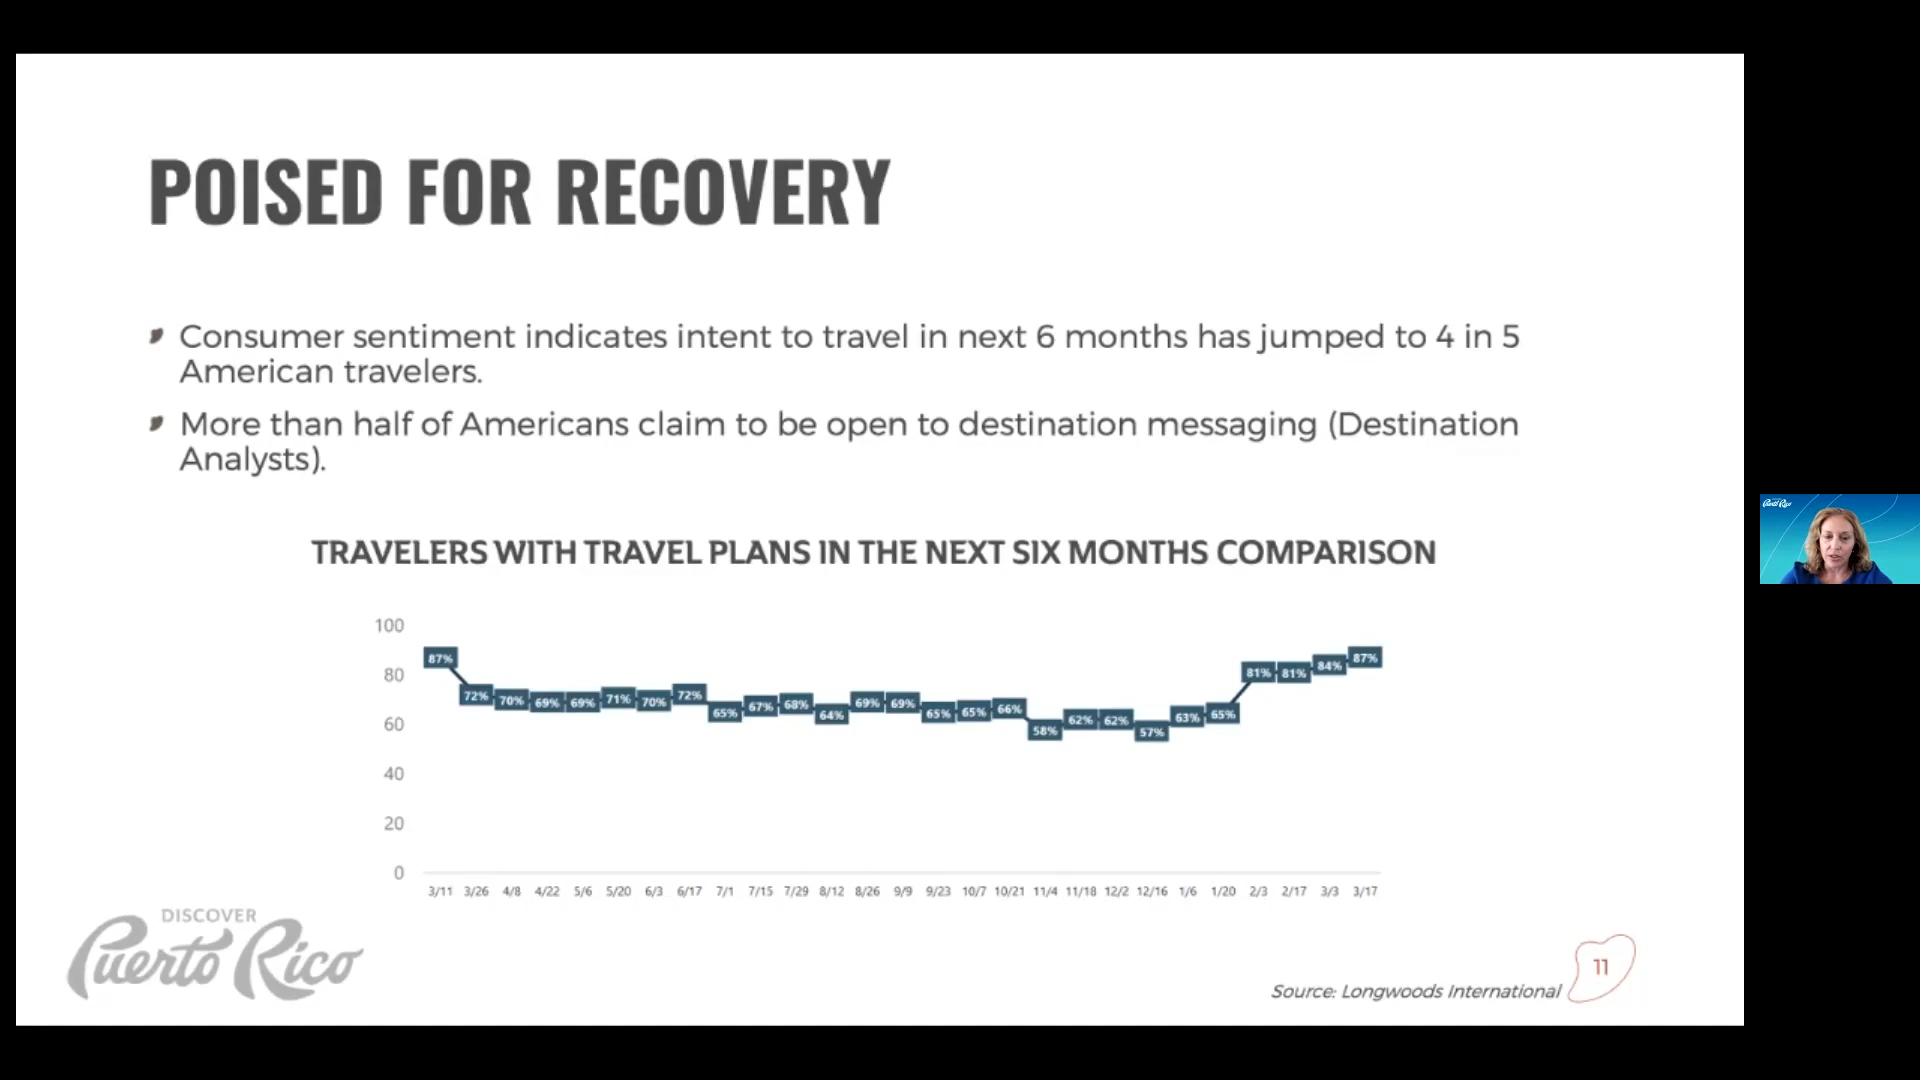 POISED FOR RECOVERY
Consumer sentiment indicates intent to travel in next 6 months has jumped to 4 in 5
American travelers.
More than half of Americans claim to be open to destination messaging (Destination
Analysts).
TRAVELERS WITH TRAVEL PLANS IN THE NEXT SIX MONTHS COMPARISON
100
80
60
40
20
0
87% 72% 70% 69% 69% 71% 70% 72% 65% 67% 68% 64% 69% 69% 65% 65% 66% 58% 62% 62% 57% 63% 65% 81% 81% 84% 87%
3/11 3/26 4/8 4/22 5/6 5/20 6/3 6/17 7/1 7/15 7/29 8/12 8/26 9/9 9/23 10/7 10/21 11/4 11/18 12/2 12/16 1/6 1/20 2/3 2/17 3/3 3/17
DISCOVER
Puerto Rico
Source: Longwoods International
11
Puerto Rico